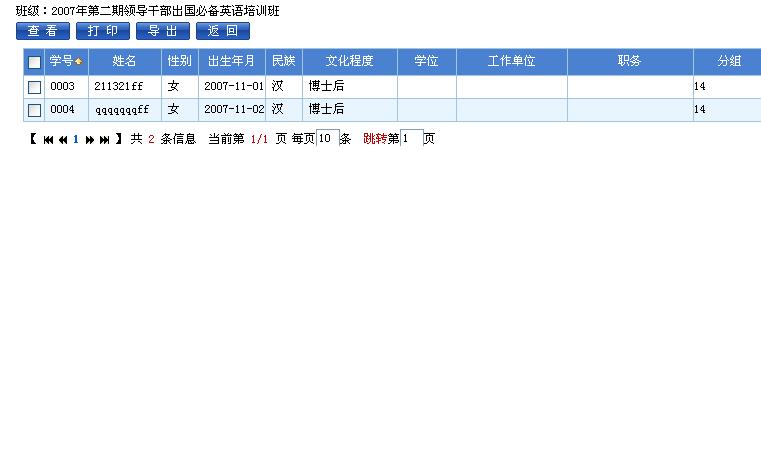 班级：2007年第二期领导干部出国必备英语培训班
查 看 打 印 导 出 返 回
学号 姓名 性别 出生年月 民族 文化程度 学位 工作单位 职务 分组
0003 211321ff 女 2007-11-01 汉 博士后 14
0004 qqqqqqqff 女 2007-11-02 汉 博士后 14
【 1 】 共 2 条信息 当前第 1/1 页 每页 10 条 跳转第 1 页